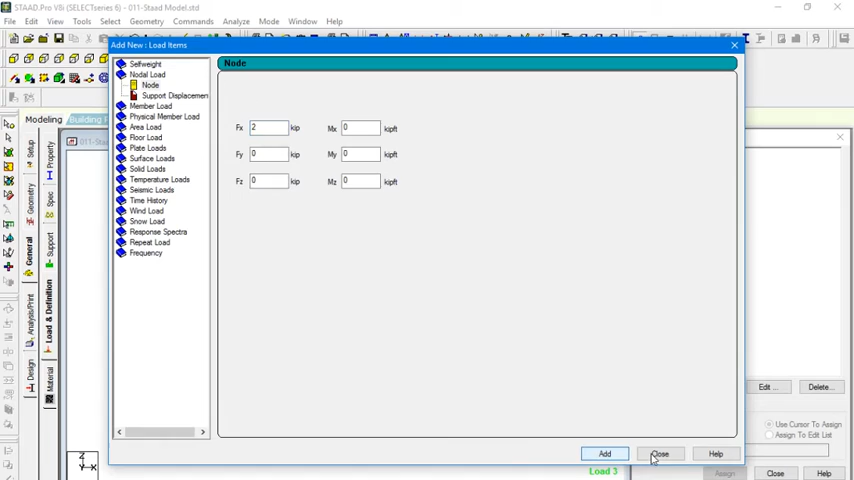 STAAD.Pro V8i (SELECTseries 6) - 011-Staad Model.std
File Edit View Tools Select Geometry Commands Analyze Mode Window Help
Add New : Load Items
Selfweight
Nodal Load
Node
Support Displacemen
Member Load
Physical Member Load
Area Load
Floor Load
Plate Loads
Surface Loads
Solid Loads
Temperature Loads
Seismic Loads
Time History
Wind Load
Snow Load
Response Spectra
Repeat Load
Frequency
Node
Fx 2 kip Mx 0 kipft
Fy 0 kip My 0 kipft
Fz 0 kip Mz 0 kipft
Add Close Help
Modeling Building
011-Staa
Setup
Geometry
General
Analysis/Print
Design
Property
Spec
Support
Load & Definition
Material
Edit ... Delete...
Use Cursor To Assign
Assign To Edit List
Assign Close Help
Load 3
Z
Y X